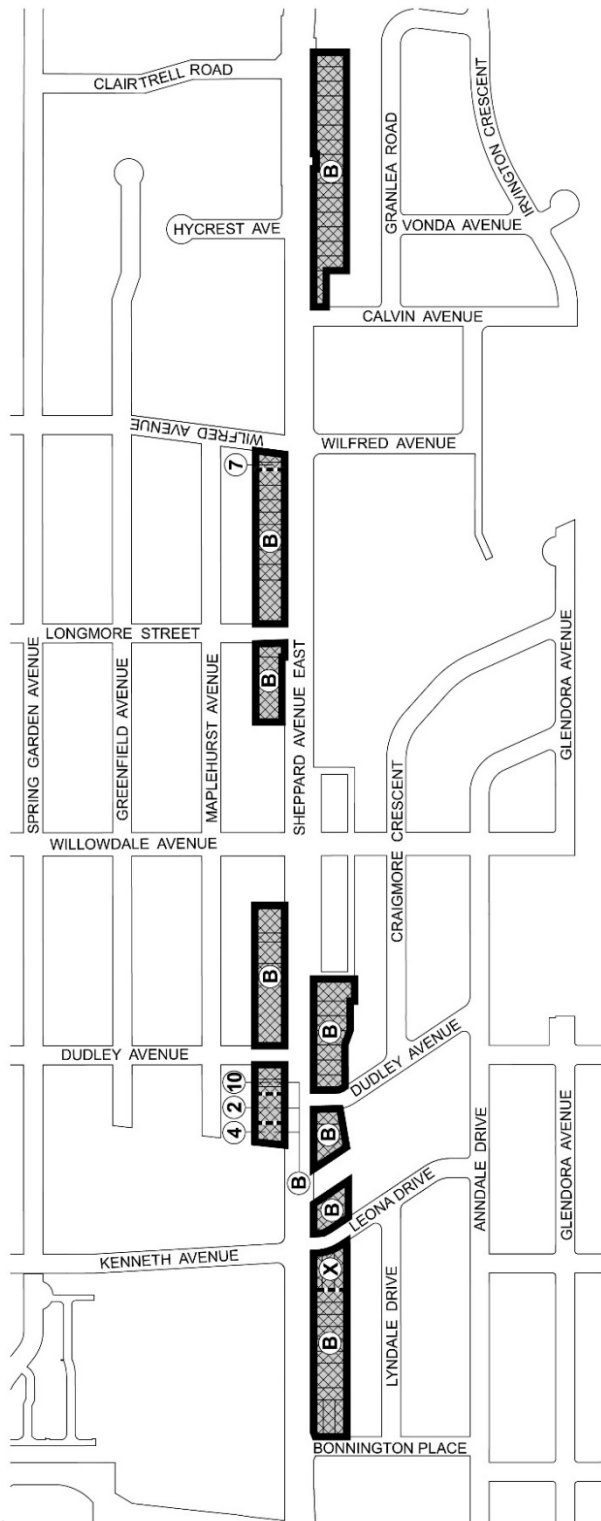 CLAIRTRELL ROAD
GRANLEA ROAD
IRVINGTON CRESCENT
B
HYCREST AVE
VONDA AVENUE
CALVIN AVENUE
WILFRED AVENUE
WILFRED AVENUE
7
B
LONGMORE STREET
SPRING GARDEN AVENUE
GREENFIELD AVENUE
MAPLEHURST AVENUE
B
SHEPPARD AVENUE EAST
GLENDORA AVENUE
WILLOWDALE AVENUE
CRAIGMORE CRESCENT
B
B
DUDLEY AVENUE
DUDLEY AVENUE
10
2
4
B
B
B
LEONA DRIVE
ANNDALE DRIVE
GLENDORA AVENUE
KENNETH AVENUE
X
B
LYNDALE DRIVE
BONNINGTON PLACE